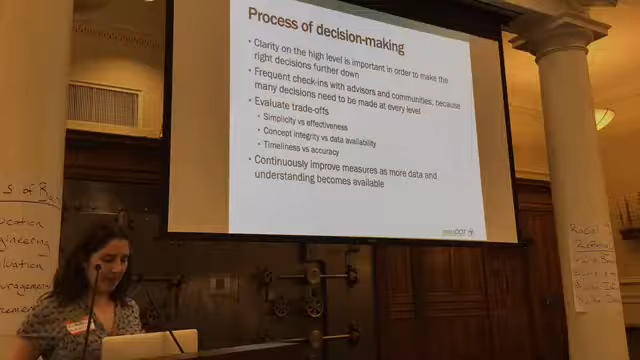 Process of decision-making
• Clarity on the high level is important in order to make the
right decisions further down
• Frequent check-ins with advisors and communities, because
many decisions need to be made at every level
• Evaluate trade-offs
• Simplicity vs effectiveness
• Concept integrity vs data availability
• Timeliness vs accuracy
• Continuously improve measures as more data and
understanding becomes available
DOT
s of
Racial